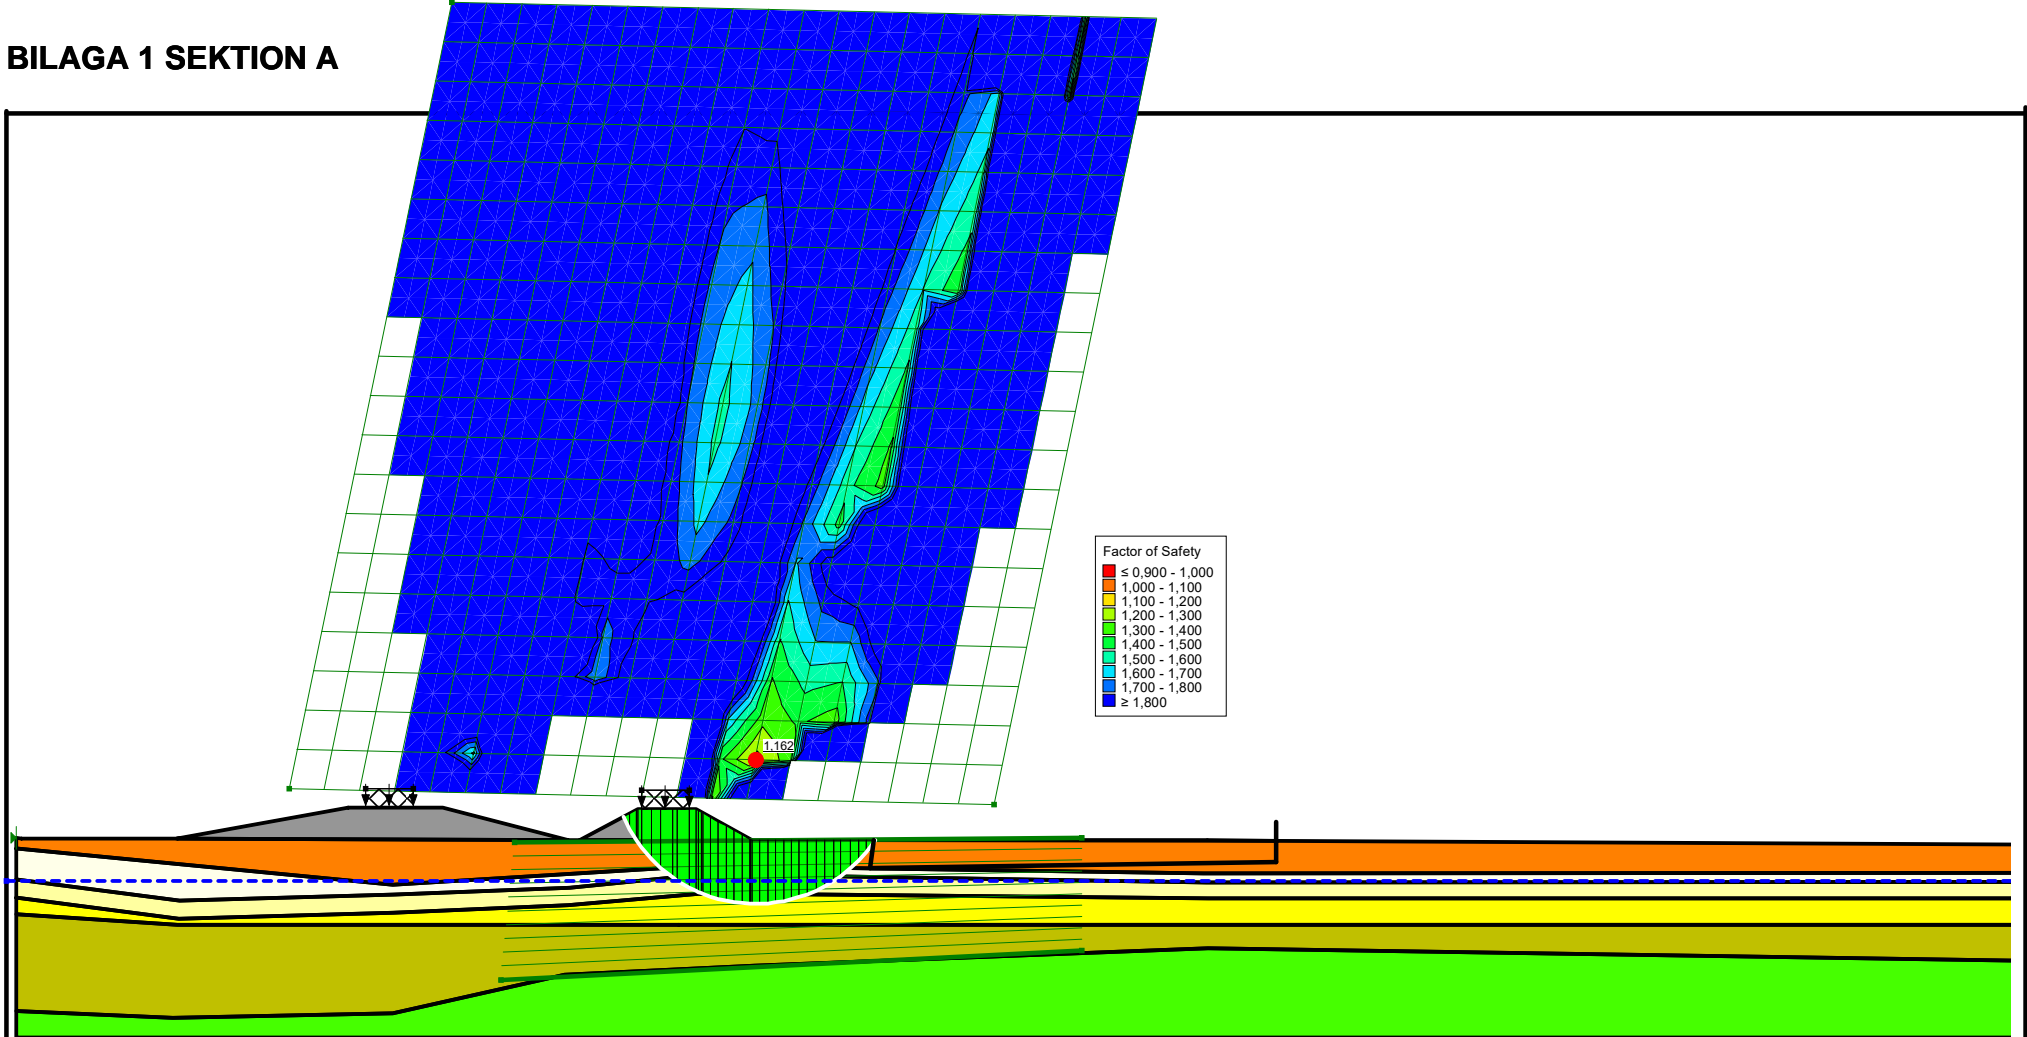 BILAGA 1 SEKTION A
Factor of Safety
≤ 0,900 - 1,000
1,000 - 1,100
1,100 - 1,200
1,200 - 1,300
1,300 - 1,400
1,400 - 1,500
1,500 - 1,600
1,600 - 1,700
1,700 - 1,800
≥ 1,800
1,162